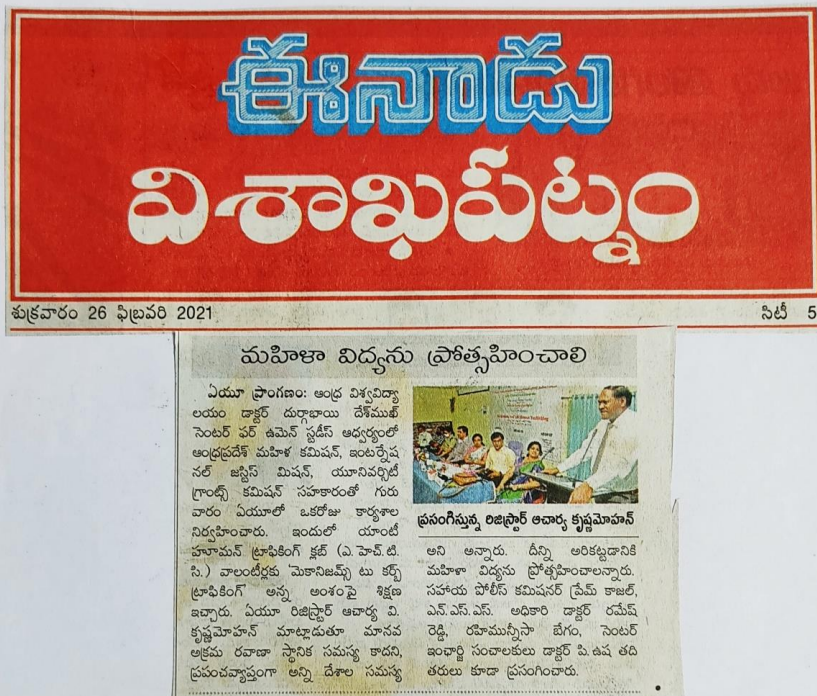 ఈనాడు
విశాఖపట్నం
శుక్రవారం 26 ఫిబ్రవరి 2021
సిటీ 5
మహిళా విద్యను ప్రోత్సహించాలి
ఏయూ ప్రాంగణం: ఆంధ్ర విశ్వవిద్యా
లయం డాక్టర్ దుర్గాబాయి దేశ్‌ముఖ్
సెంటర్ ఫర్ ఉమెన్ స్టడీస్ ఆధ్వర్యంలో
ఆంధ్రప్రదేశ్ మహిళ కమిషన్, ఇంటర్నేష
నల్ జస్టిస్ మిషన్, యూనివర్సిటీ
గ్రాంట్స్ కమిషన్ సహకారంతో గురు
వారం ఏయూలో ఒకరోజు కార్యశాల
నిర్వహించారు. ఇందులో యాంటీ
హ్యూమన్ ట్రాఫికింగ్ క్లబ్ (ఎ.హెచ్.టి.
సి.) వాలంటీర్లకు 'మెకానిజమ్స్ టు కర్బ్
ట్రాఫికింగ్' అన్న అంశంపై శిక్షణ
ఇచ్చారు. ఏయూ రిజిస్ట్రార్ ఆచార్య వి.
కృష్ణమోహన్ మాట్లాడుతూ మానవ
అక్రమ రవాణా స్థానిక సమస్య కాదని,
ప్రపంచవ్యాప్తంగా అన్ని దేశాల సమస్య
ప్రసంగిస్తున్న రిజిస్ట్రార్ ఆచార్య కృష్ణమోహన్
అని అన్నారు. దీన్ని అరికట్టడానికి
మహిళా విద్యను ప్రోత్సహించాలన్నారు.
సహాయ పోలీస్ కమిషనర్ ప్రేమ్ కాజల్,
ఎన్.ఎస్.ఎస్. అధికారి డాక్టర్ రమేష్
రెడ్డి, రహిమున్నీసా బేగం, సెంటర్
ఇంఛార్జి సంచాలకులు డాక్టర్ పి.ఉష తది
తరులు కూడా ప్రసంగించారు.